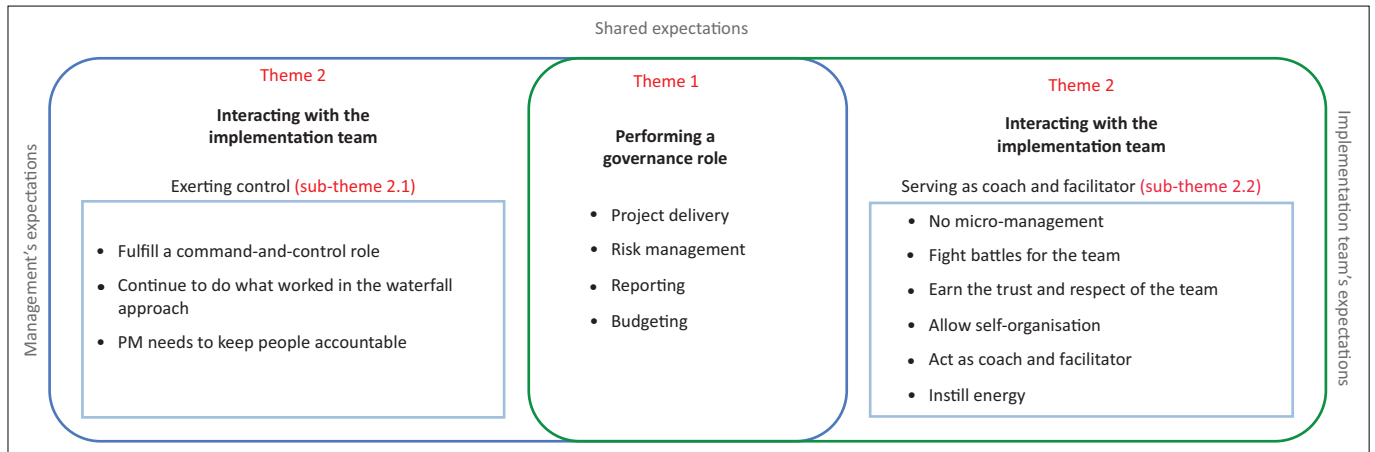 Shared expectations
Management's expectations
Theme 2
Interacting with the
implementation team
Exerting control (sub-theme 2.1)
• Fulfill a command-and-control role
• Continue to do what worked in the waterfall
approach
• PM needs to keep people accountable
Theme 1
Performing a
governance role
• Project delivery
• Risk management
• Reporting
• Budgeting
Theme 2
Interacting with the
implementation team
Serving as coach and facilitator (sub-theme 2.2)
• No micro-management
• Fight battles for the team
• Earn the trust and respect of the team
• Allow self-organisation
• Act as coach and facilitator
• Instill energy
Implementation team's expectations